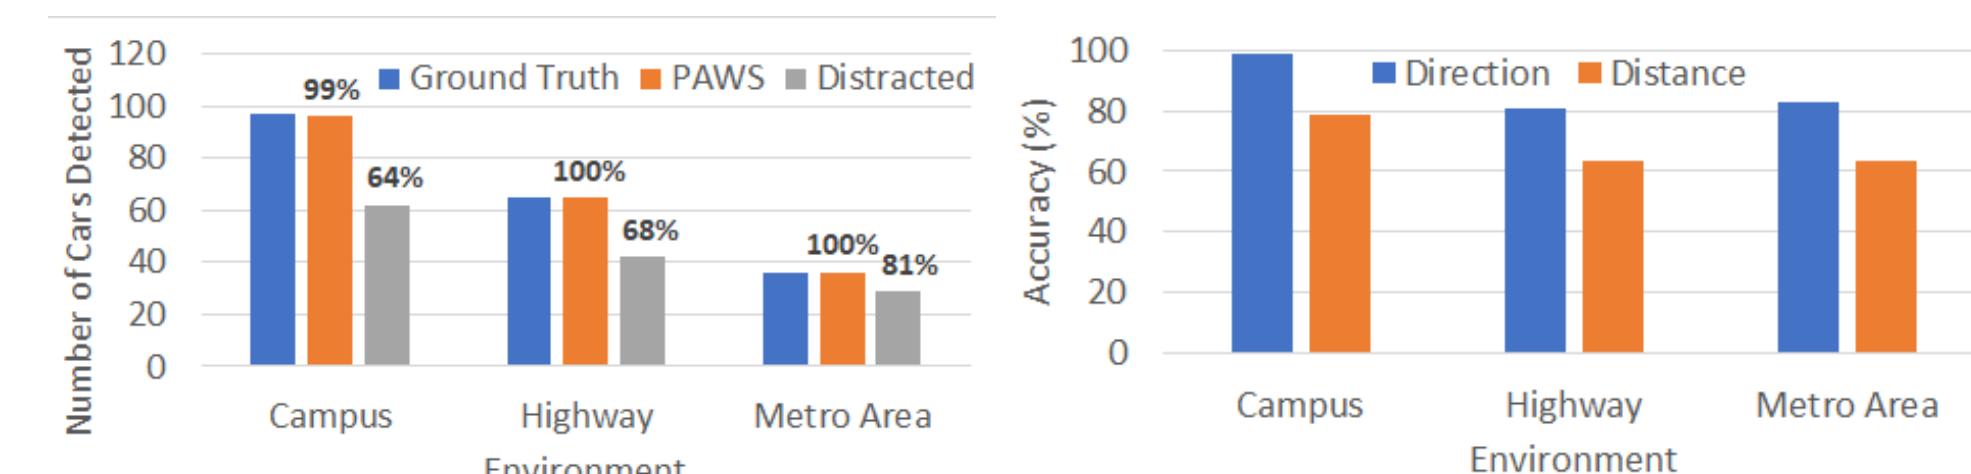 Number of Cars Detected
120
100
80
60
40
20
0
Ground Truth PAWS Distracted
99%
64%
100%
68%
100%
81%
Campus Highway Metro Area
Environment
Accuracy (%)
100
80
60
40
20
0
Direction Distance
Campus Highway Metro Area
Environment